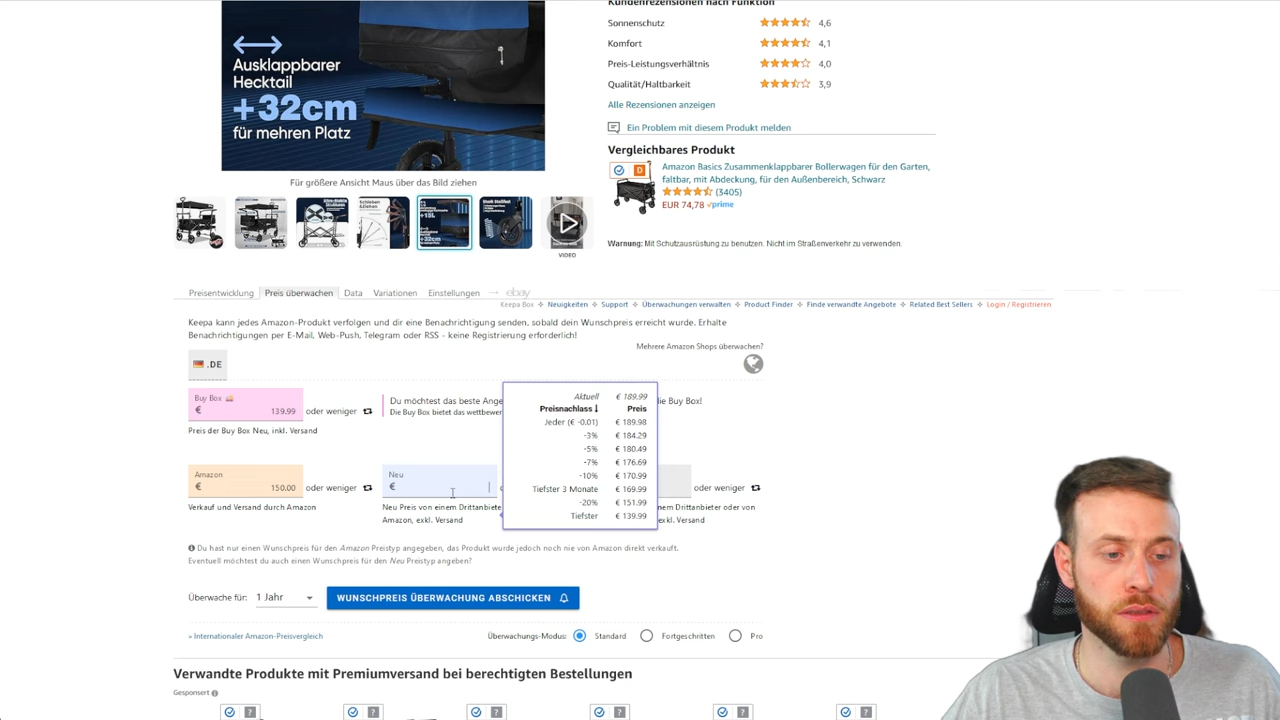 Kundenrezensionen nach Funktion
Sonnenschutz 4,6
Komfort 4,1
Preis-Leistungsverhältnis 4,0
Qualität/Haltbarkeit 3,9
Alle Rezensionen anzeigen
Ein Problem mit diesem Produkt melden
Vergleichbares Produkt
Amazon Basics Zusammenklappbarer Bollerwagen für den Garten,
faltbar, mit Abdeckung, für den Außenbereich, Schwarz
(3405)
EUR 74,78 prime
Warnung: Mit Schutzausrüstung zu benutzen. Nicht im Straßenverkehr zu verwenden.
Ausklappbarer
Hecktail
+32cm
für mehren Platz
Für größere Ansicht Maus über das Bild ziehen
VIDEO
Preisentwicklung Preis überwachen Data Variationen Einstellungen ebay
Keepa Box Neuigkeiten Support Überwachungen verwalten Product Finder Finde verwandte Angebote Related Best Sellers Login / Registrieren
Keepa kann jedes Amazon-Produkt verfolgen und dir eine Benachrichtigung senden, sobald dein Wunschpreis erreicht wurde. Erhalte
Benachrichtigungen per E-Mail, Web-Push, Telegram oder RSS - keine Registrierung erforderlich!
Mehrere Amazon Shops überwachen?
.DE
Buy Box
€ 139.99 oder weniger
Preis der Buy Box Neu, inkl. Versand
Du möchtest das beste Ange
die Buy Box!
Die Buy Box bietet das wettbewer
Aktuell € 189.99
Preisnachlass Preis
Jeder (€ -0.01) € 189.98
-3% € 184.29
-5% € 180.49
-7% € 176.69
-10% € 170.99
Tiefster 3 Monate € 169.99
-20% € 151.99
Tiefster € 139.99
Amazon
€ 150.00 oder weniger
Verkauf und Versand durch Amazon
Neu
€
Neu Preis von einem Drittanbiete
Amazon, exkl. Versand
oder weniger
nem Drittanbieter oder von
exkl. Versand
Du hast nur einen Wunschpreis für den Amazon Preistyp angegeben, das Produkt wurde jedoch noch nie von Amazon direkt verkauft.
Eventuell möchtest du auch einen Wunschpreis für den Neu Preistyp angeben?
Überwache für: 1 Jahr WUNSCHPREIS ÜBERWACHUNG ABSCHICKEN
« Internationaler Amazon-Preisvergleich Überwachungs-Modus: Standard Fortgeschritten Pro
Verwandte Produkte mit Premiumversand bei berechtigten Bestellungen
Gesponsert